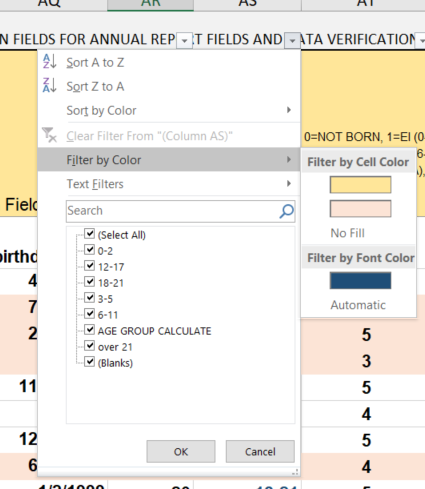 AQ AR AS AT
N FIELDS FOR ANNUAL REP T FIELDS AND ATA VERIFICATION
Sort A to Z
Sort Z to A
Sort by Color
Clear Filter From "(Column AS)"
0=NOT BORN, 1=EI (0-
Filter by Color
Filter by Cell Color
Text Filters
Search
Field
No Fill
(Select All)
0-2
Filter by Font Color
12-17
birthd
18-21
4
3-5
Automatic
7
6-11
2
AGE GROUP CALCULATE
5
over 21
3
(Blanks)
11
5
4
12
5
OK
Cancel
6
4